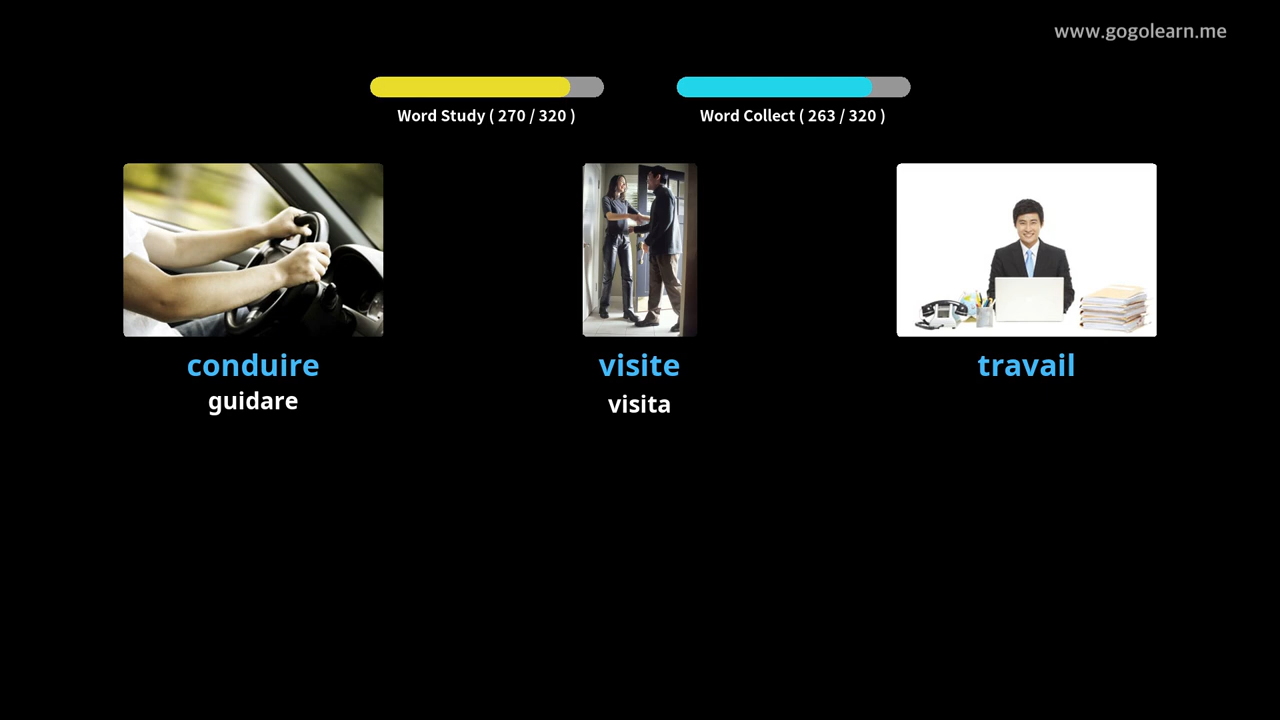 www.gogolearn.me
Word Study ( 270 / 320 )
Word Collect ( 263 / 320 )
conduire
guidare
visite
visita
travail